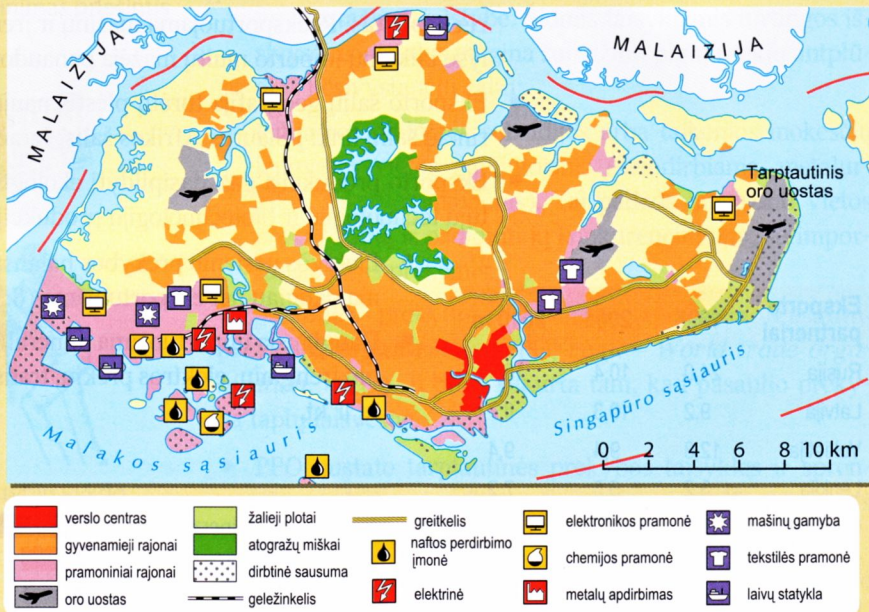 MALAIZIJA
MALAIZIJA
Tarptautinis
oro uostas
Malakos sąsiauris
Singapūro sąsiauris
0 2 4 6 8 10 km
verslo centras
gyvenamieji rajonai
pramoniniai rajonai
oro uostas
žalieji plotai
atogrąžų miškai
dirbtinė sausuma
geležinkelis
greitkelis
naftos perdirbimo
įmonė
elektrinė
elektronikos pramonė
chemijos pramonė
metalų apdirbimas
mašinų gamyba
tekstilės pramonė
laivų statykla